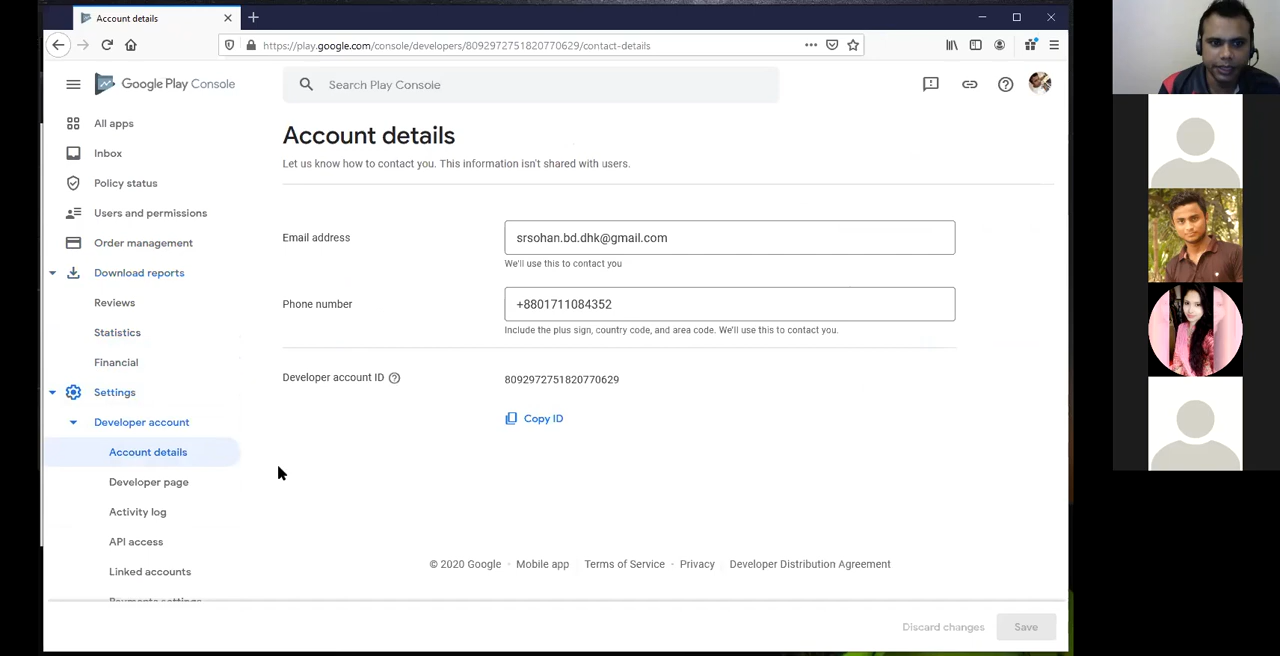 Account details
https://play.google.com/console/developers/8092972751820770629/contact-details
Google Play Console
Search Play Console
All apps
Inbox
Policy status
Users and permissions
Order management
Download reports
Reviews
Statistics
Financial
Settings
Developer account
Account details
Developer page
Activity log
API access
Linked accounts
Payments settings
Account details
Let us know how to contact you. This information isn't shared with users.
Email address
srsohan.bd.dhk@gmail.com
We'll use this to contact you
Phone number
+8801711084352
Include the plus sign, country code, and area code. We'll use this to contact you.
Developer account ID
8092972751820770629
Copy ID
© 2020 Google · Mobile app Terms of Service · Privacy Developer Distribution Agreement
Discard changes Save